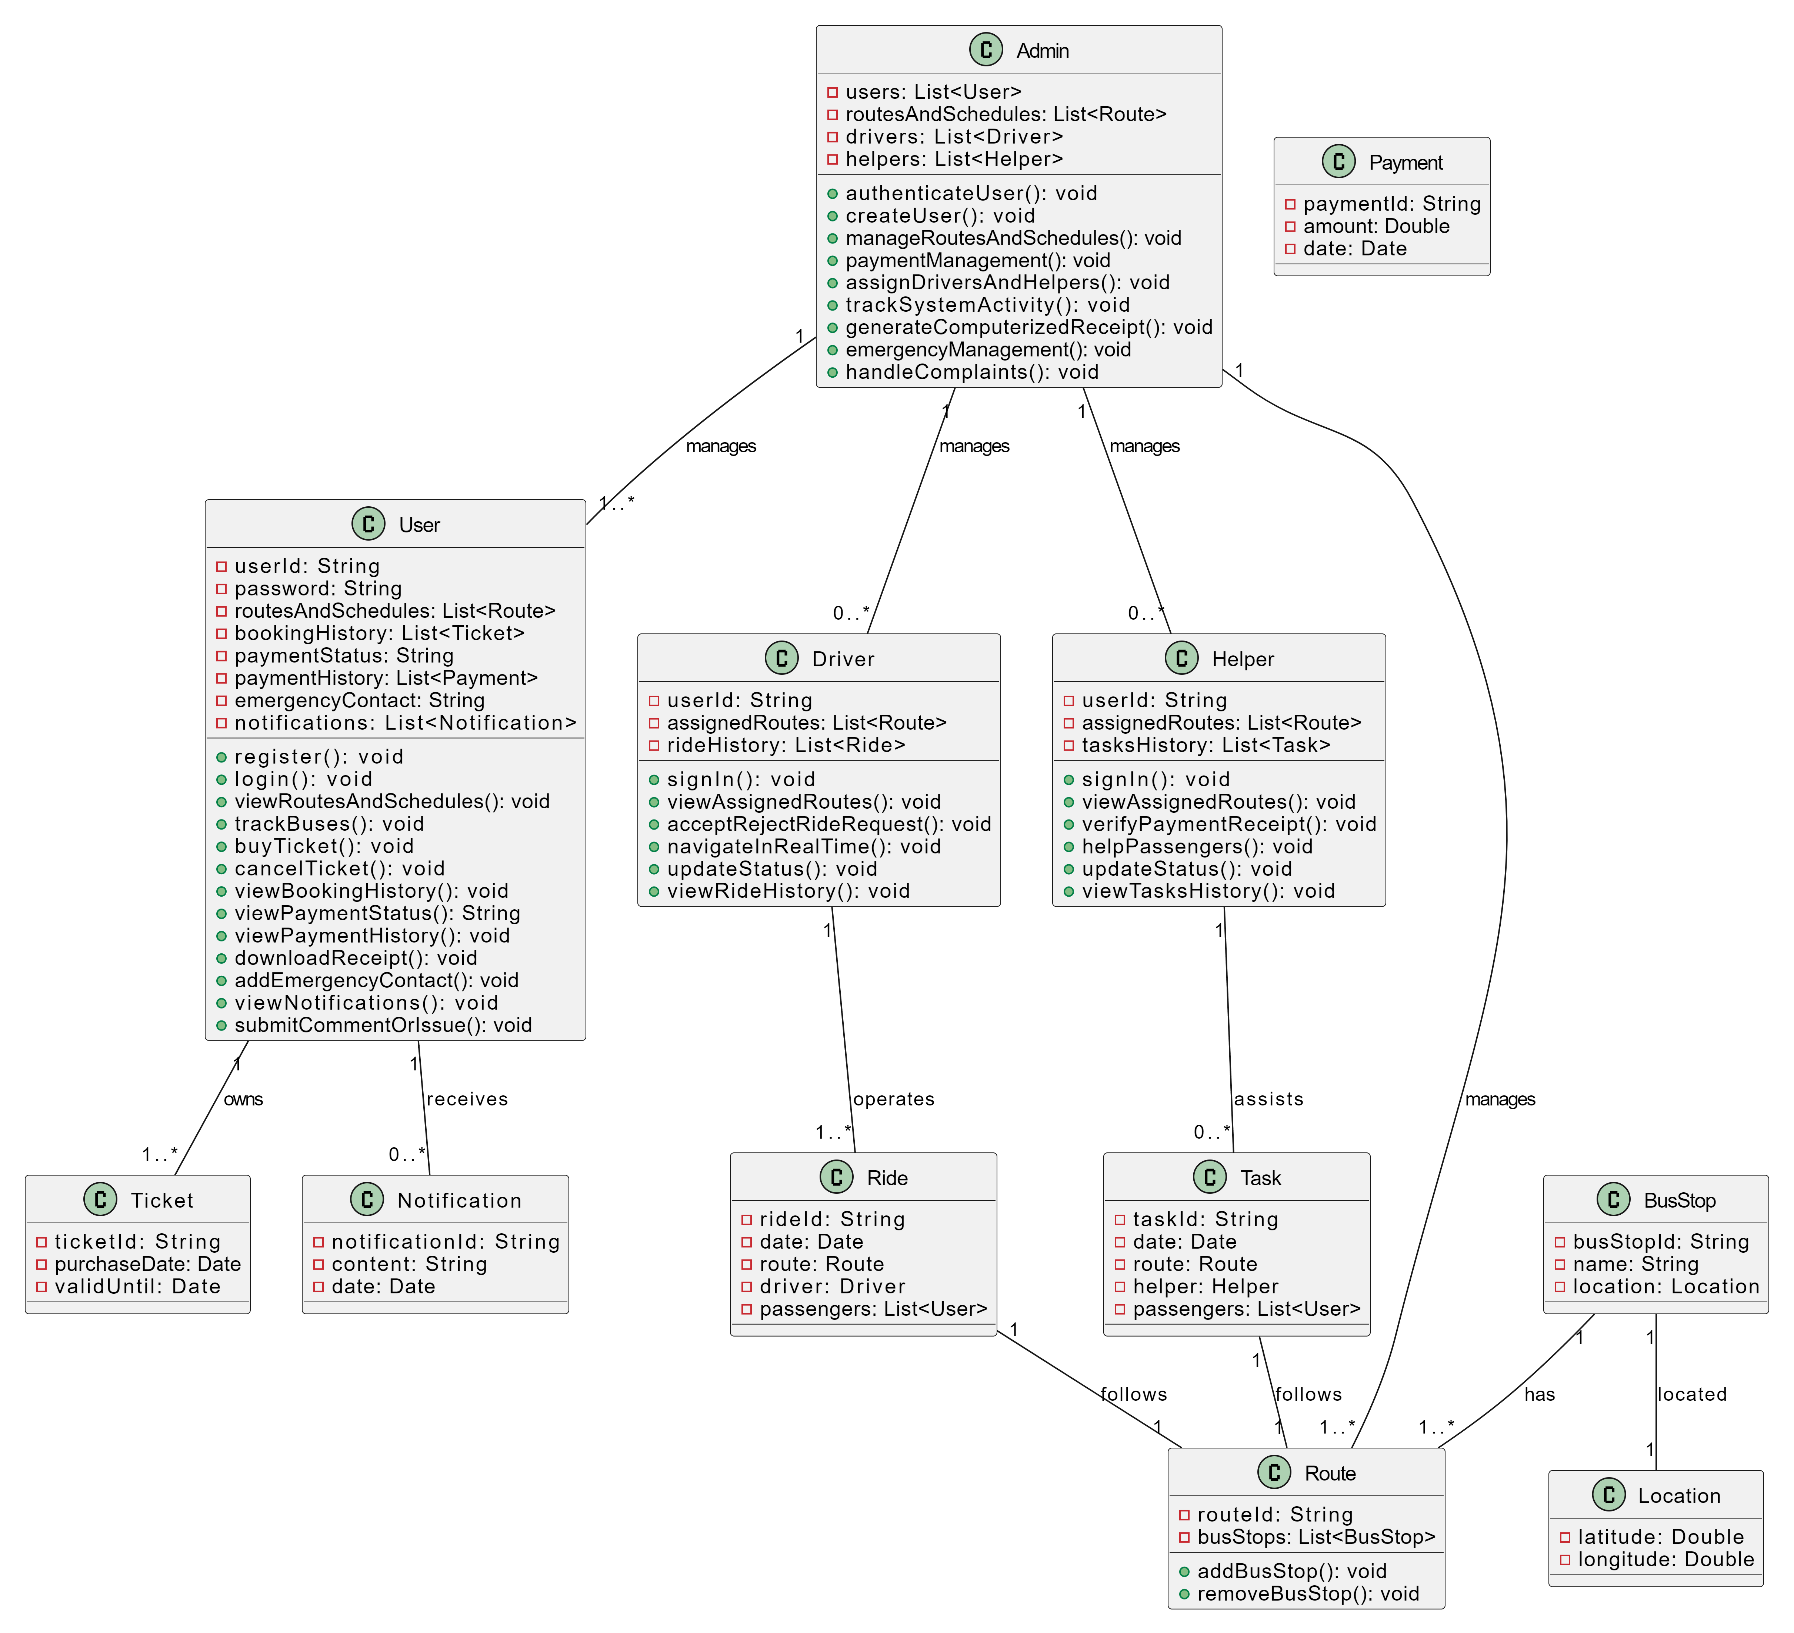 C Admin
users: List<User>
routesAndSchedules: List<Route>
drivers: List<Driver>
helpers: List<Helper>
authenticateUser(): void
createUser(): void
manageRoutesAndSchedules(): void
paymentManagement(): void
assignDriversAndHelpers(): void
trackSystemActivity(): void
generateComputerizedReceipt(): void
emergencyManagement(): void
handleComplaints(): void
C Payment
paymentId: String
amount: Double
date: Date
1
1
1
1
manages
manages
manages
1..*
0..*
0..*
C User
userId: String
password: String
routesAndSchedules: List<Route>
bookingHistory: List<Ticket>
paymentStatus: String
paymentHistory: List<Payment>
emergencyContact: String
notifications: List<Notification>
register(): void
login(): void
viewRoutesAndSchedules(): void
trackBuses(): void
buyTicket(): void
cancelTicket(): void
viewBookingHistory(): void
viewPaymentStatus(): String
viewPaymentHistory(): void
downloadReceipt(): void
addEmergencyContact(): void
viewNotifications(): void
submitCommentOrIssue(): void
C Driver
userId: String
assignedRoutes: List<Route>
rideHistory: List<Ride>
signIn(): void
viewAssignedRoutes(): void
acceptRejectRideRequest(): void
navigateInRealTime(): void
updateStatus(): void
viewRideHistory(): void
C Helper
userId: String
assignedRoutes: List<Route>
tasksHistory: List<Task>
signIn(): void
viewAssignedRoutes(): void
verifyPaymentReceipt(): void
helpPassengers(): void
updateStatus(): void
viewTasksHistory(): void
1
1
1
1
owns
receives
operates
assists
manages
1..*
0..*
1..*
0..*
C Ticket
ticketId: String
purchaseDate: Date
validUntil: Date
C Notification
notificationId: String
content: String
date: Date
C Ride
rideId: String
date: Date
route: Route
driver: Driver
passengers: List<User>
C Task
taskId: String
date: Date
route: Route
helper: Helper
passengers: List<User>
C BusStop
busStopId: String
name: String
location: Location
1
1
1
1
follows
follows
has
located
1
1
1..*
1..*
1
C Route
routeId: String
busStops: List<BusStop>
addBusStop(): void
removeBusStop(): void
C Location
latitude: Double
longitude: Double